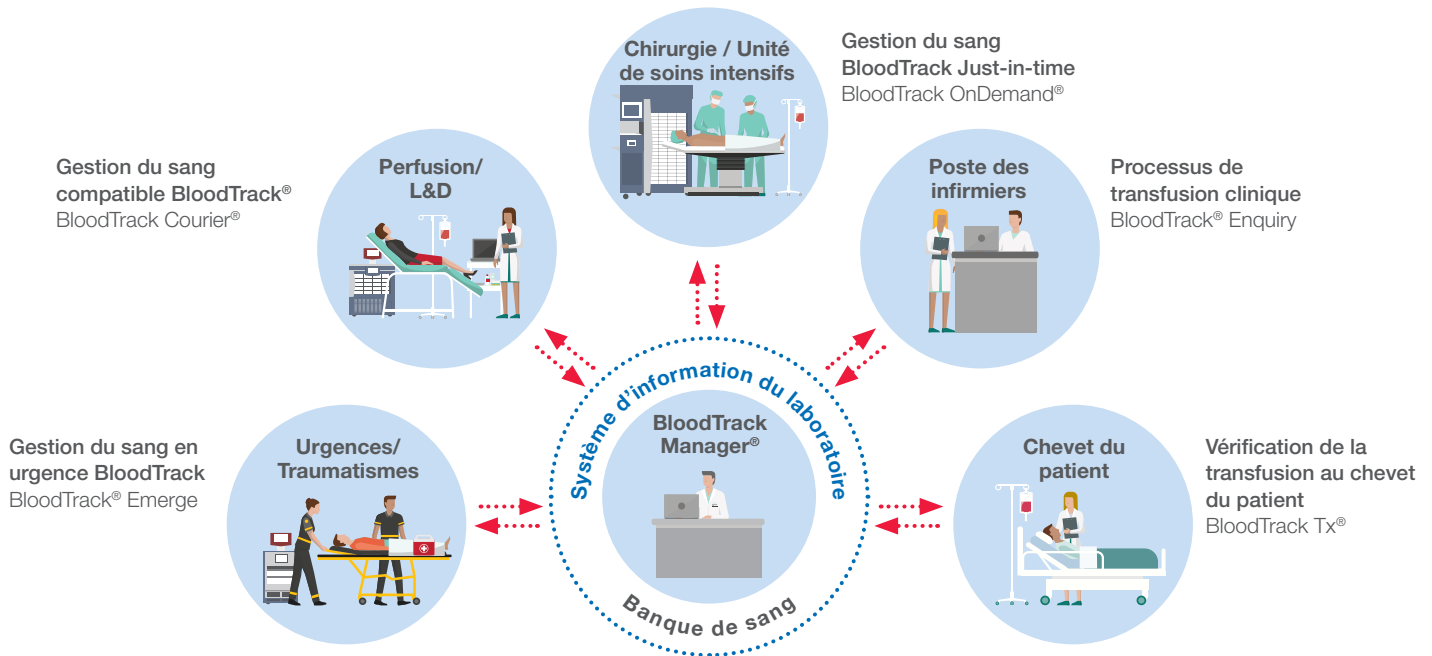 Chirurgie / Unité
de soins intensifs
Gestion du sang
BloodTrack Just-in-time
BloodTrack OnDemand®
Gestion du sang
compatible BloodTrack®
BloodTrack Courier®
Perfusion/
L&D
Poste des
infirmiers
Processus de
transfusion clinique
BloodTrack® Enquiry
Système d'information du laboratoire
BloodTrack
Manager®
Banque de sang
Gestion du sang en
urgence BloodTrack
BloodTrack® Emerge
Urgences/
Traumatismes
Chevet du
patient
Vérification de la
transfusion au chevet
du patient
BloodTrack Tx®